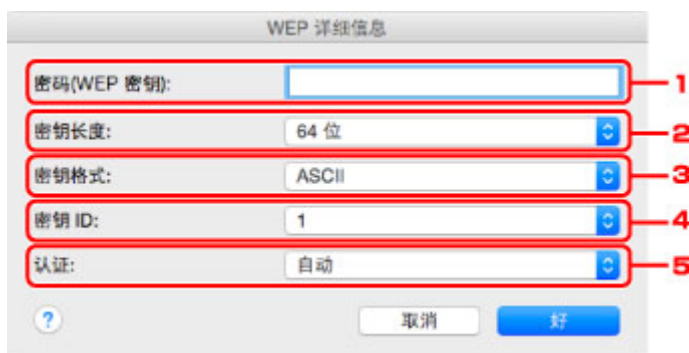 WEP 详细信息
密码(WEP 密钥): 1
密钥长度: 64 位 2
密钥格式: ASCII 3
密钥 ID: 1 4
认证: 自动 5
? 取消 好